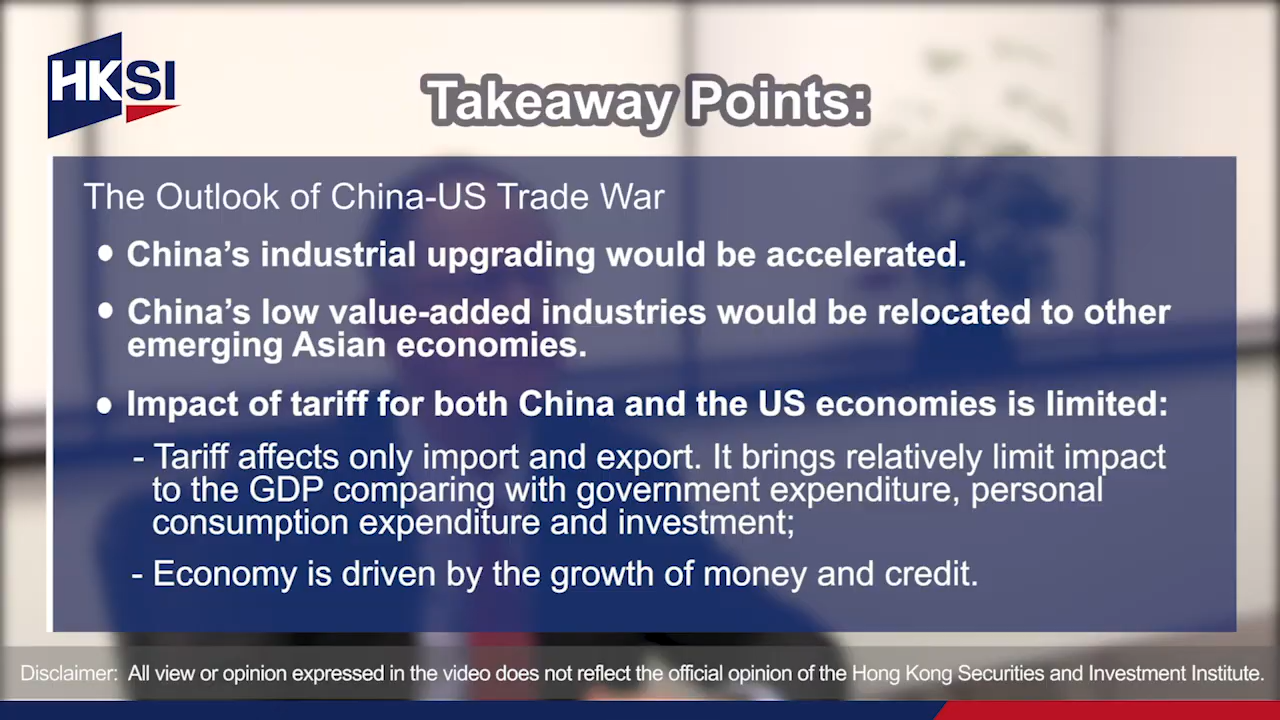 HKSI
Takeaway Points:
The Outlook of China-US Trade War
• China’s industrial upgrading would be accelerated.
• China’s low value-added industries would be relocated to other
emerging Asian economies.
• Impact of tariff for both China and the US economies is limited:
- Tariff affects only import and export. It brings relatively limit impact
to the GDP comparing with government expenditure, personal
consumption expenditure and investment;
- Economy is driven by the growth of money and credit.
Disclaimer: All view or opinion expressed in the video does not reflect the official opinion of the Hong Kong Securities and Investment Institute.